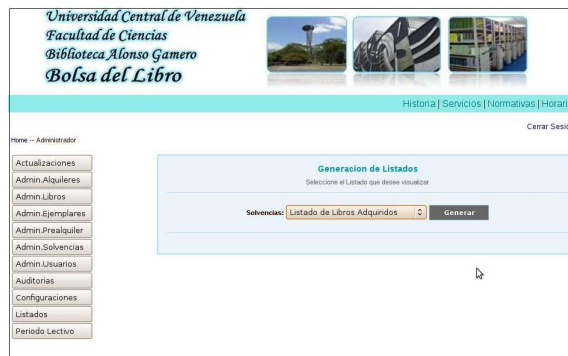 Universidad Central de Venezuela
Facultad de Ciencias
Biblioteca Alonso Gamero
Bolsa del Libro
Historia | Servicios | Normativas | Horari
Cerrar Sesió
Home -- Administrador
Actualizaciones
Admin.Alquileres
Admin.Libros
Admin.Ejemplares
Admin.Prealquiler
Admin.Solvencias
Admin.Usuarios
Auditorias
Configuraciones
Listados
Periodo Lectivo
Generacion de Listados
Seleccione el Listado que desee visualizar
Solvencias: Listado de Libros Adquiridos Generar